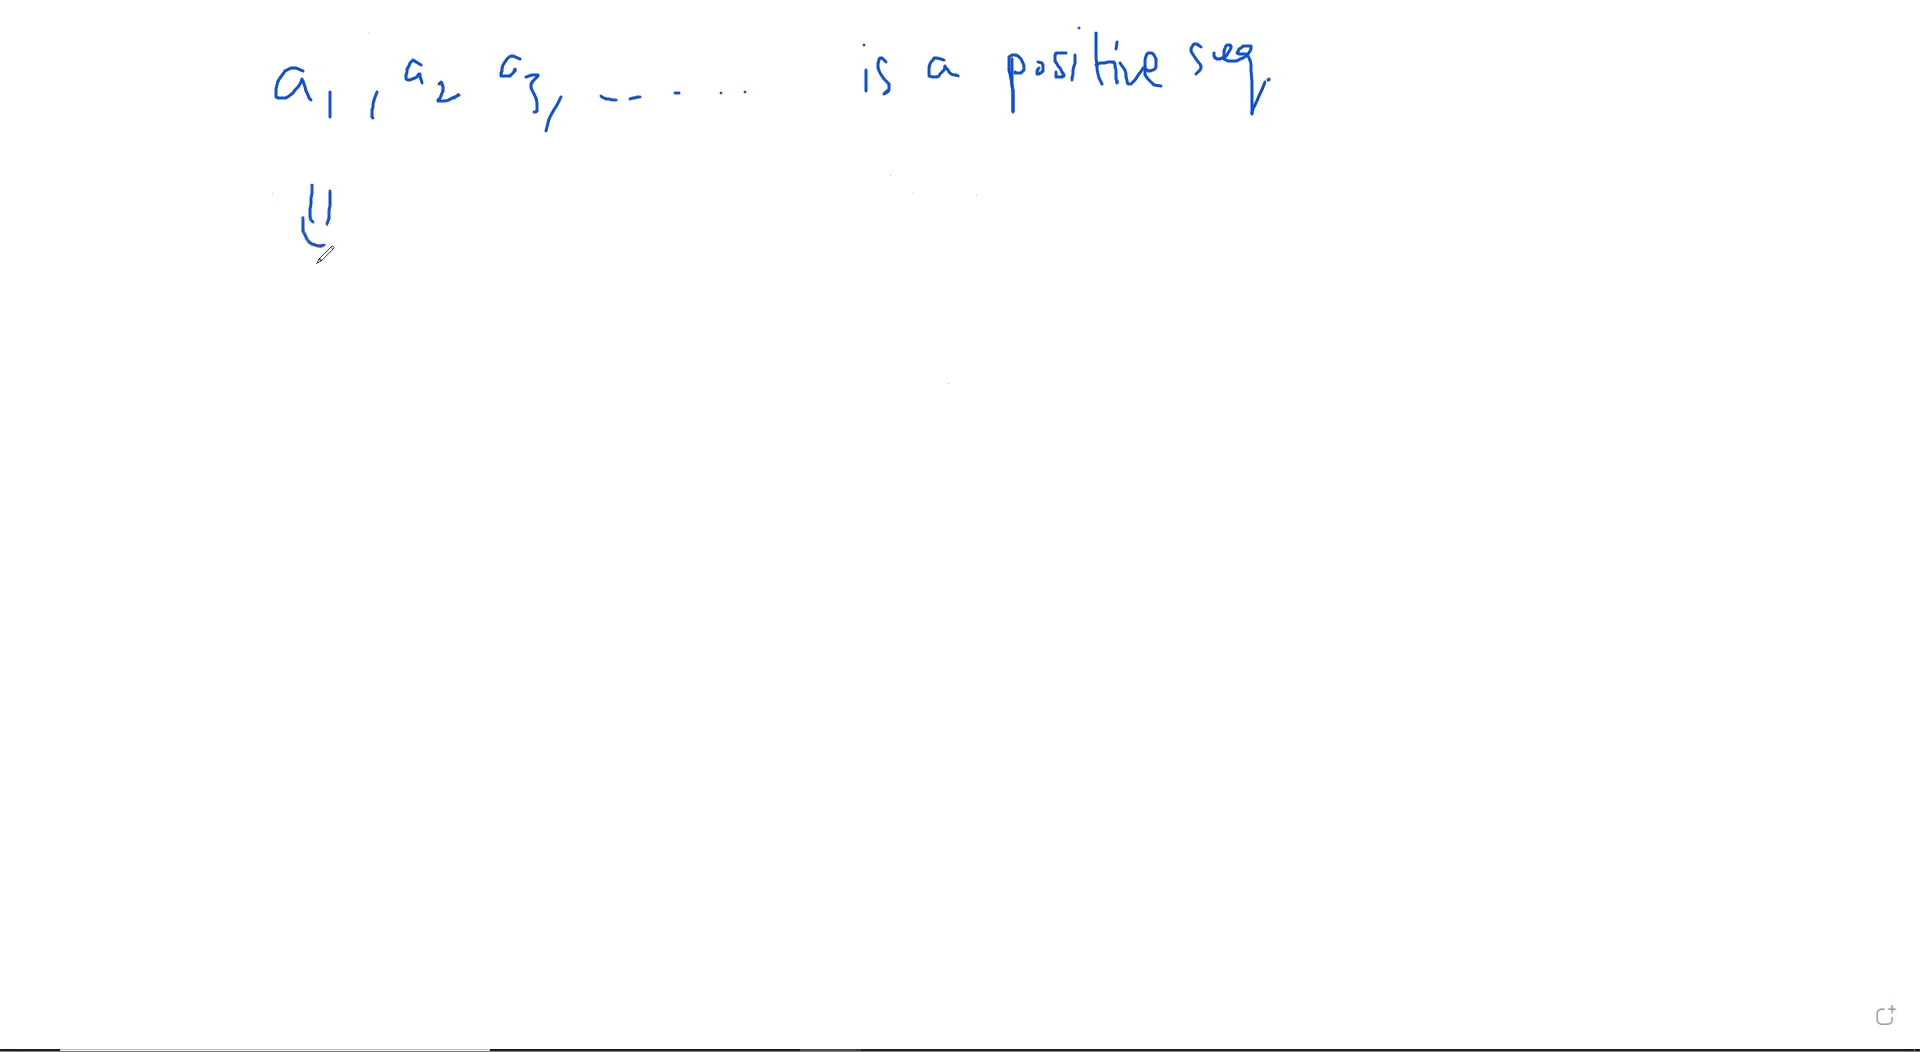 a₁, a₂ a₃, ..... is a positive seq.
⇓